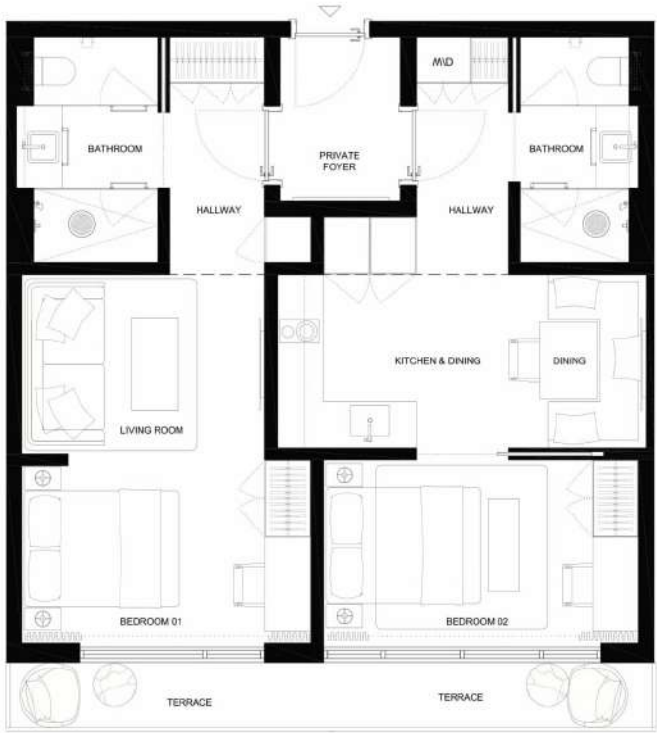 W\D
BATHROOM
PRIVATE
FOYER
BATHROOM
HALLWAY
HALLWAY
KITCHEN & DINING
DINING
LIVING ROOM
BEDROOM 01
BEDROOM 02
TERRACE
TERRACE